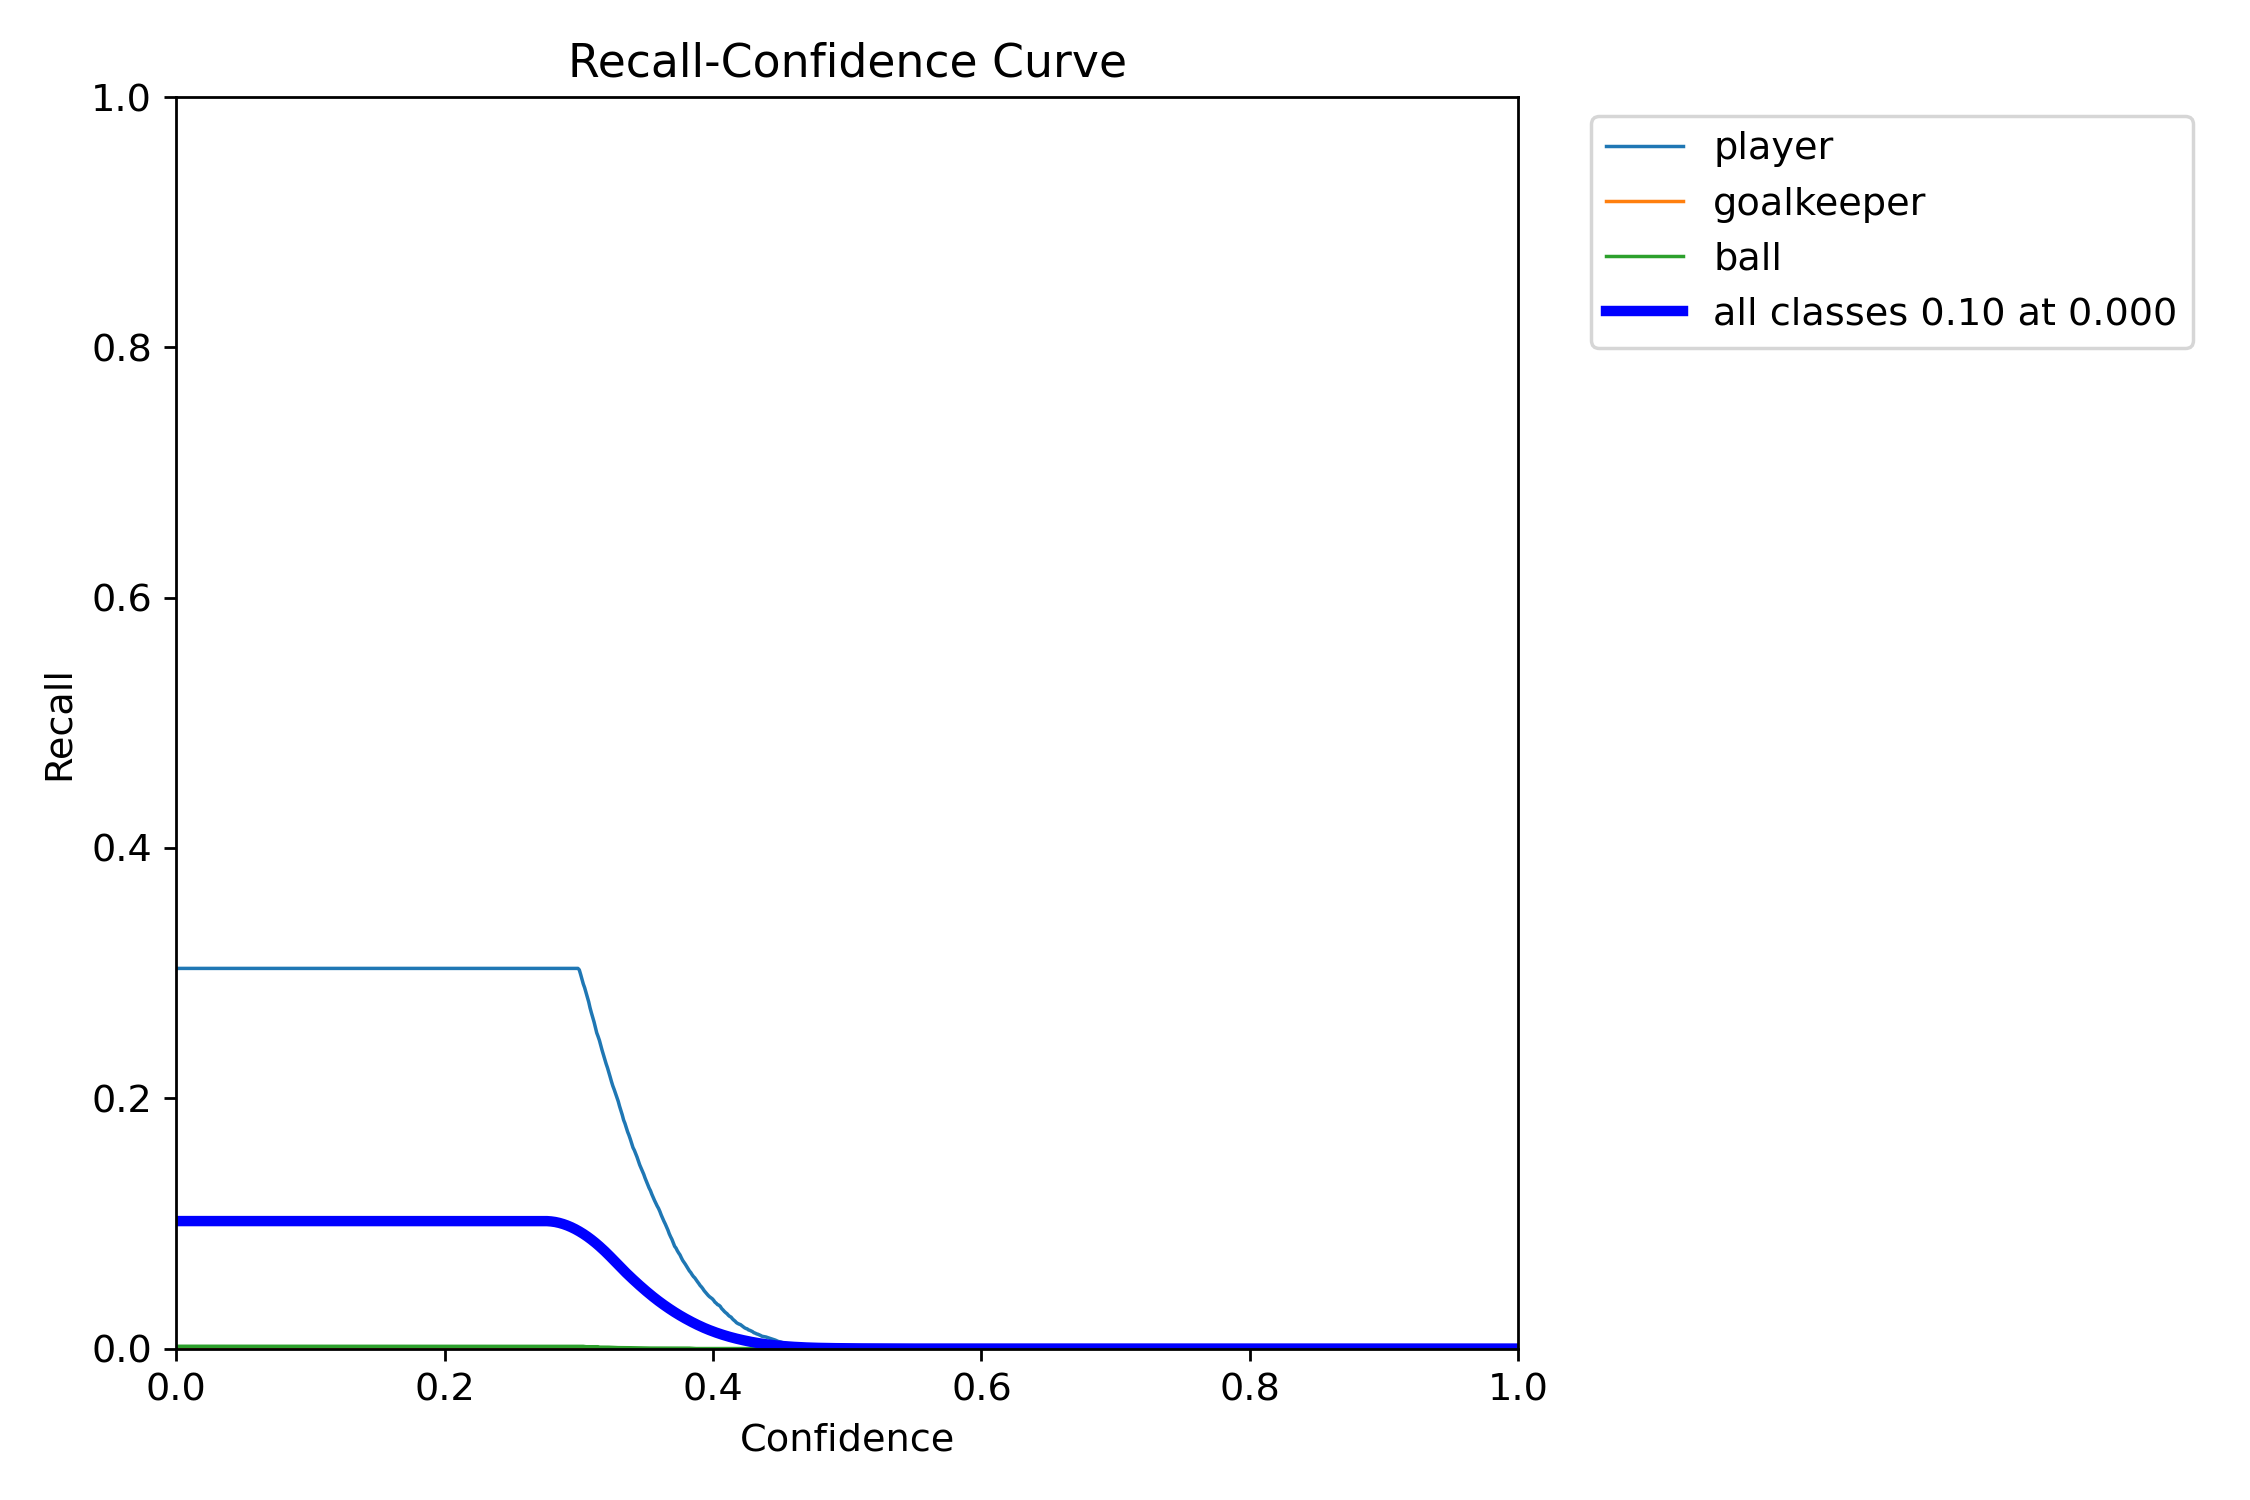 Recall-Confidence Curve
1.0
0.8
0.6
0.4
0.2
0.0
Recall
0.0 0.2 0.4 0.6 0.8 1.0
Confidence
player
goalkeeper
ball
all classes 0.10 at 0.000